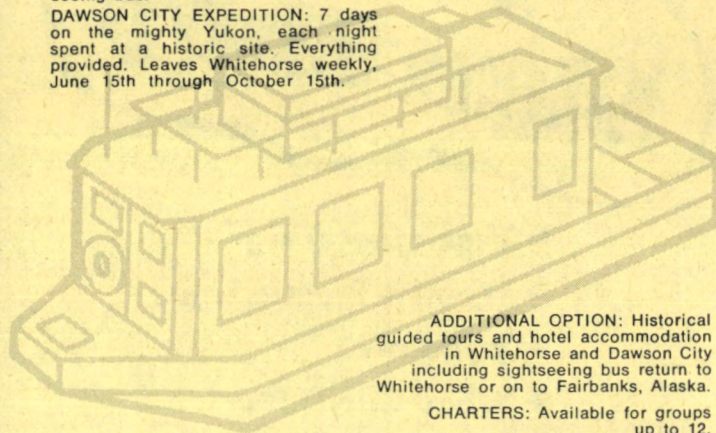 DAWSON CITY EXPEDITION: 7 days
on the mighty Yukon, each night
spent at a historic site. Everything
provided. Leaves Whitehorse weekly,
June 15th through October 15th.
ADDITIONAL OPTION: Historical
guided tours and hotel accommodation
in Whitehorse and Dawson City
including sightseeing bus return to
Whitehorse or on to Fairbanks, Alaska.
CHARTERS: Available for groups
up to 12.